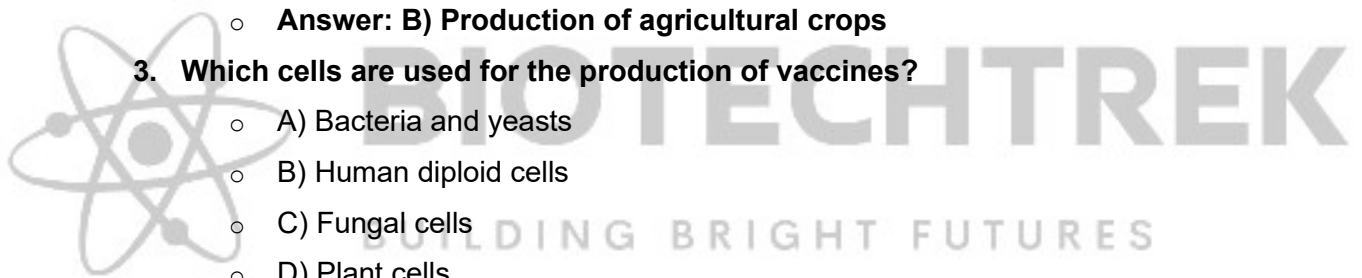 ○ Answer: B) Production of agricultural crops
BIOTECHTREK
3. Which cells are used for the production of vaccines?
○ A) Bacteria and yeasts
○ B) Human diploid cells
○ C) Fungal cells
BUILDING BRIGHT FUTURES
○ D) Plant cells